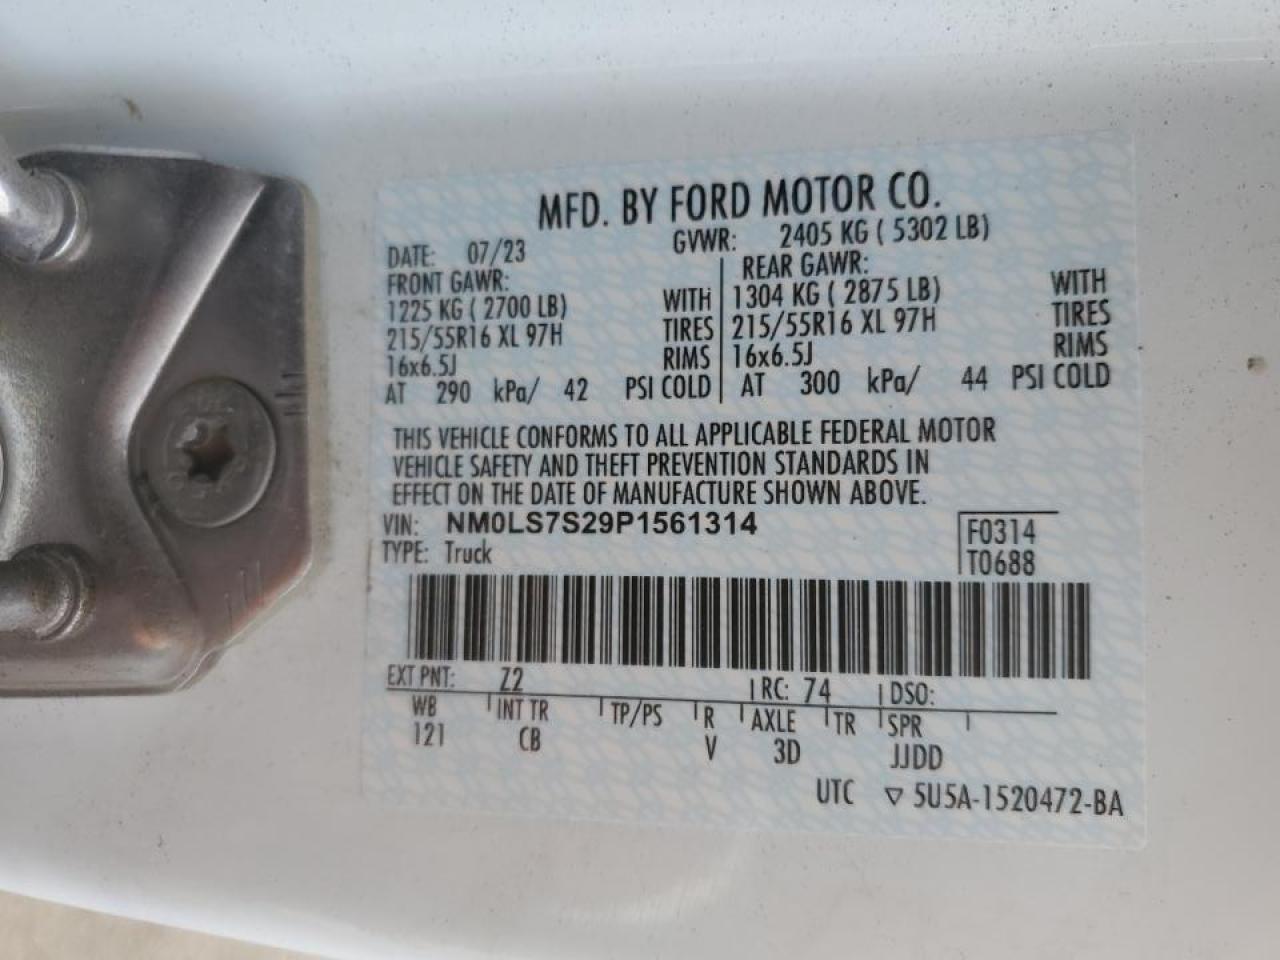 MFD. BY FORD MOTOR CO.
DATE: 07/23 GVWR: 2405 KG ( 5302 LB)
FRONT GAWR: REAR GAWR:
1225 KG ( 2700 LB) WITH 1304 KG ( 2875 LB) WITH
215/55R16 XL 97H TIRES 215/55R16 XL 97H TIRES
16x6.5J RIMS 16x6.5J RIMS
AT 290 kPa/ 42 PSI COLD AT 300 kPa/ 44 PSI COLD
THIS VEHICLE CONFORMS TO ALL APPLICABLE FEDERAL MOTOR
VEHICLE SAFETY AND THEFT PREVENTION STANDARDS IN
EFFECT ON THE DATE OF MANUFACTURE SHOWN ABOVE.
VIN: NM0LS7S29P1561314 F0314
TYPE: Truck T0688
EXT PNT: Z2 RC: 74 DSO:
WB INT TR TP/PS R AXLE TR SPR
121 CB V 3D JJDD
UTC ▽ 5U5A-1520472-BA